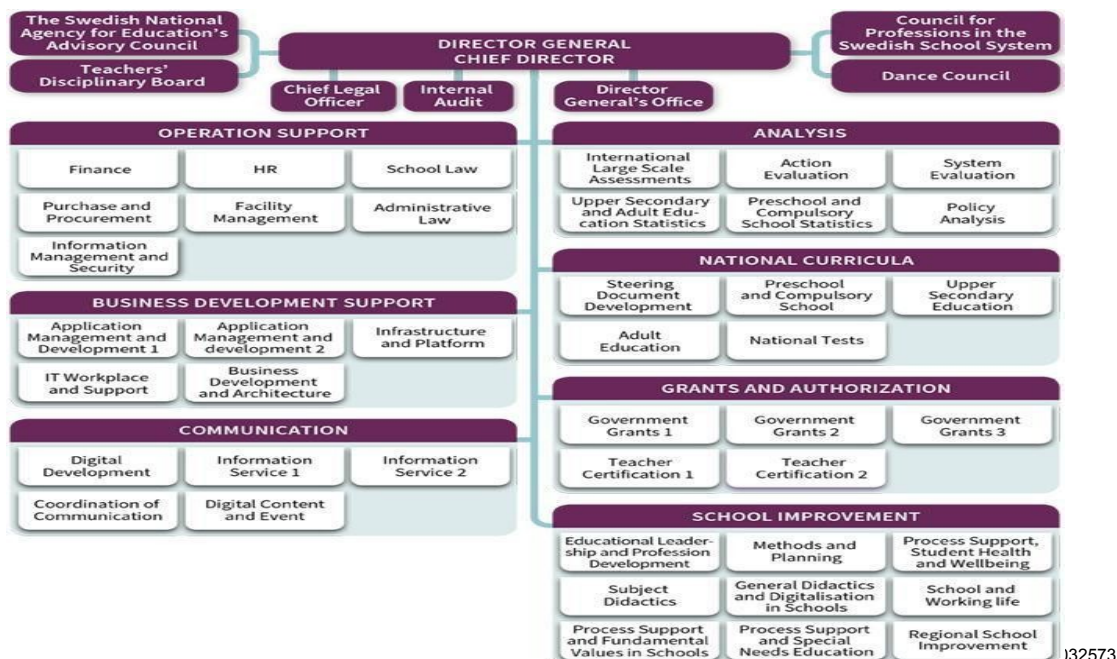 The Swedish National
Agency for Education's
Advisory Council
Teachers'
Disciplinary Board
DIRECTOR GENERAL
CHIEF DIRECTOR
Council for
Professions in the
Swedish School System
Dance Council
Chief Legal
Officer
Internal
Audit
Director
General's Office
OPERATION SUPPORT
Finance
HR
School Law
Purchase and
Procurement
Facility
Management
Administrative
Law
Information
Management and
Security
BUSINESS DEVELOPMENT SUPPORT
Application
Management and
Development 1
Application
Management and
development 2
Infrastructure
and Platform
IT Workplace
and Support
Business
Development
and Architecture
COMMUNICATION
Digital
Development
Information
Service 1
Information
Service 2
Coordination of
Communication
Digital Content
and Event
ANALYSIS
International
Large Scale
Assessments
Action
Evaluation
System
Evaluation
Upper Secondary
and Adult Edu-
cation Statistics
Preschool and
Compulsory
School Statistics
Policy
Analysis
NATIONAL CURRICULA
Steering
Document
Development
Preschool
and Compulsory
School
Upper
Secondary
Education
Adult
Education
National Tests
GRANTS AND AUTHORIZATION
Government
Grants 1
Government
Grants 2
Government
Grants 3
Teacher
Certification 1
Teacher
Certification 2
SCHOOL IMPROVEMENT
Educational Leader-
ship and Profession
Development
Methods and
Planning
Process Support,
Student Health
and Wellbeing
Subject
Didactics
General Didactics
and Digitalisation
in Schools
School and
Working life
Process Support
and Fundamental
Values in Schools
Process Support
and Special
Needs Education
Regional School
Improvement
32573